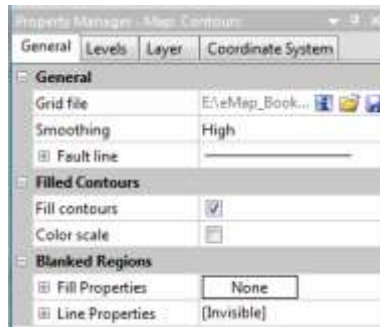 Property Manager - Map: Contours
General Levels Layer Coordinate System
General
Grid file E:\eMap_Book...
Smoothing High
Fault line
Filled Contours
Fill contours
Color scale
Blanked Regions
Fill Properties None
Line Properties (Invisible)